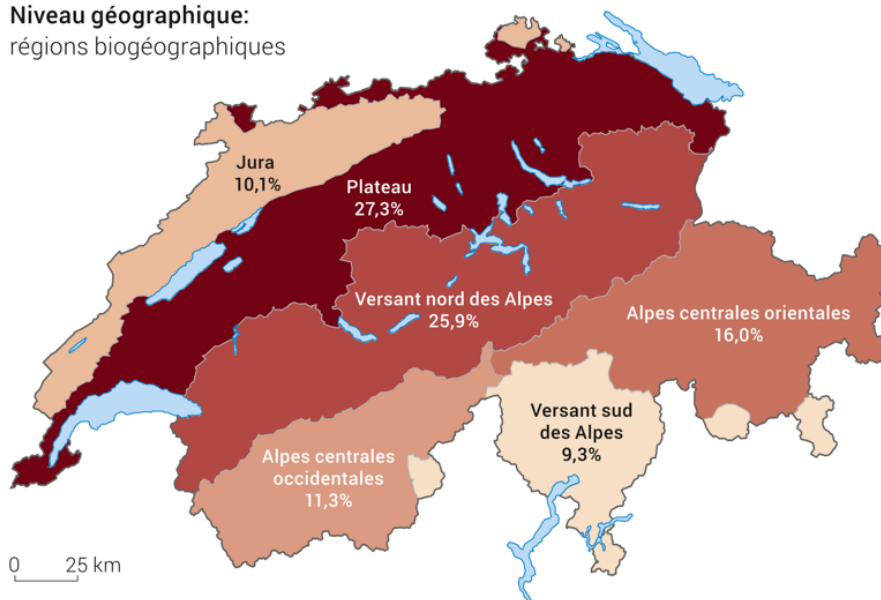 Niveau géographique:
régions biogéographiques
Jura
10,1%
Plateau
27,3%
Versant nord des Alpes
25,9%
Alpes centrales orientales
16,0%
Versant sud
des Alpes
9,3%
Alpes centrales
occidentales
11,3%
0 25 km